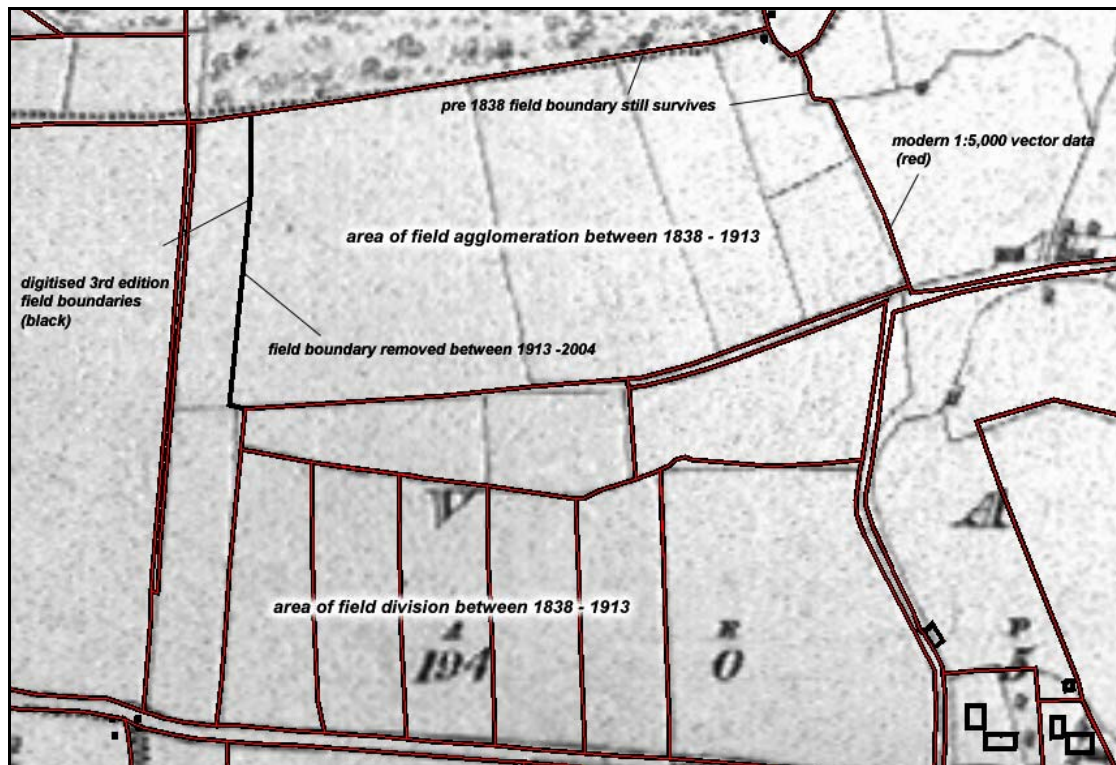 pre 1838 field boundary still survives
modern 1:5,000 vector data
(red)
area of field agglomeration between 1838 - 1913
digitised 3rd edition
field boundaries
(black)
field boundary removed between 1913 -2004
V
A
area of field division between 1838 - 1913
A R P
194 0 5